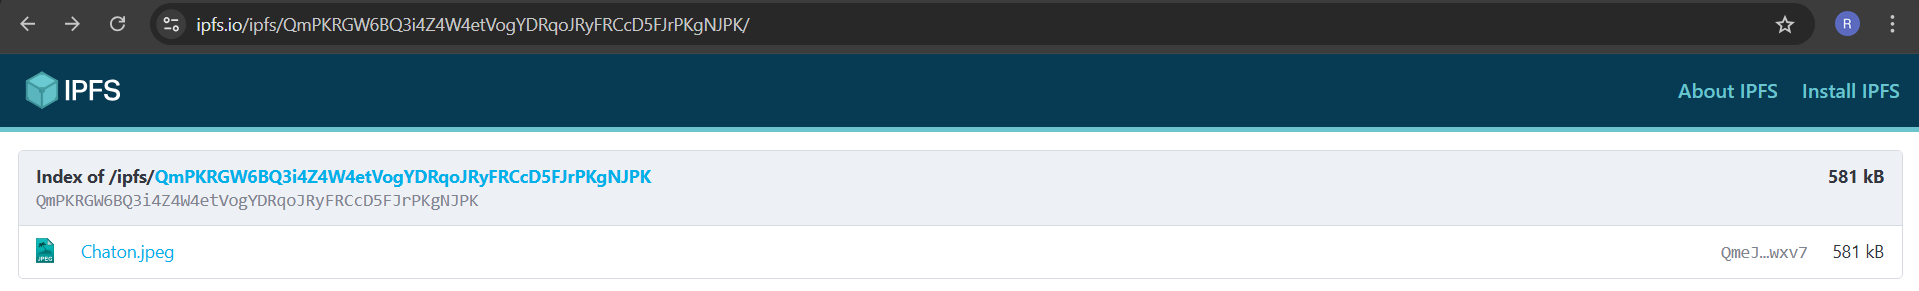 ipfs.io/ipfs/QmPKRGW6BQ3i4Z4W4etVogYDRqoJRyFRCcD5FJrPKgNJPK/
R
IPFS
About IPFS Install IPFS
Index of /ipfs/QmPKRGW6BQ3i4Z4W4etVogYDRqoJRyFRCcD5FJrPKgNJPK 581 kB
QmPKRGW6BQ3i4Z4W4etVogYDRqoJRyFRCcD5FJrPKgNJPK
JPEG Chaton.jpeg QmeJ…wxv7 581 kB